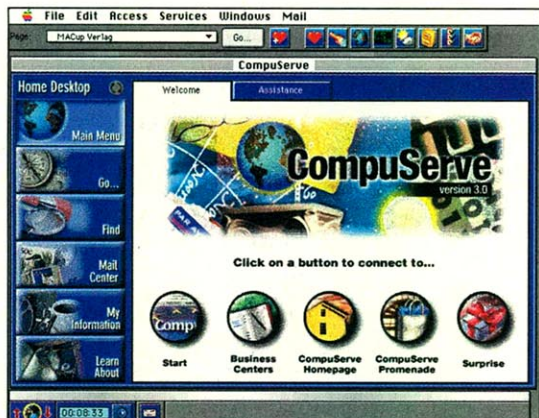 File Edit Access Services Windows Mail
Page: MACup Verlag Go...
CompuServe
Home Desktop
Welcome Assistance
Main Menu
Go...
Find
Mail Center
My Information
Learn About
CompuServe
version 3.0
Click on a button to connect to...
Comp
Start
Business Centers
CompuServe Homepage
CompuServe Promenade
Surprise
00:08:33